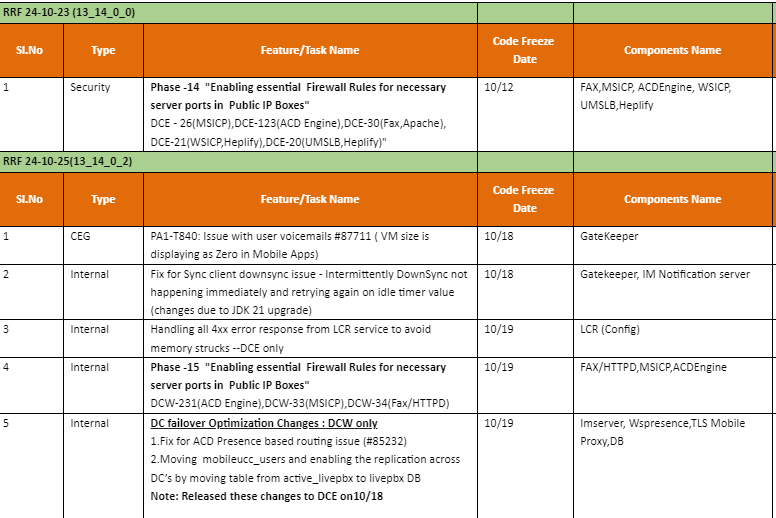 RRF 24-10-23 (13_14_0_0)
Sl.No Type Feature/Task Name Code Freeze Date Components Name
1 Security Phase -14 "Enabling essential Firewall Rules for necessary 10/12 FAX,MSICP, ACDEngine, WSICP,
server ports in Public IP Boxes" UMSLB,Heplify
DCE - 26(MSICP),DCE-123(ACD Engine),DCE-30(Fax,Apache),
DCE-21(WSICP,Heplify),DCE-20(UMSLB,Heplify)"
RRF 24-10-25(13_14_0_2)
Sl.No Type Feature/Task Name Code Freeze Date Components Name
1 CEG PA1-T840: Issue with user voicemails #87711 ( VM size is 10/18 GateKeeper
displaying as Zero in Mobile Apps)
2 Internal Fix for Sync client downsync issue - Intermittently DownSync not 10/18 Gatekeeper, IM Notification server
happening immediately and retrying again on idle timer value
(changes due to JDK 21 upgrade)
3 Internal Handling all 4xx error response from LCR service to avoid 10/19 LCR (Config)
memory strucks --DCE only
4 Internal Phase -15 "Enabling essential Firewall Rules for necessary 10/19 FAX/HTTPD,MSICP,ACDEngine
server ports in Public IP Boxes"
DCW-231(ACD Engine),DCW-33(MSICP),DCW-34(Fax/HTTPD)
5 Internal DC failover Optimization Changes : DCW only 10/19 Imserver, Wspresence,TLS Mobile
1.Fix for ACD Presence based routing issue (#85232) Proxy,DB
2.Moving mobileucc_users and enabling the replication across
DC's by moving table from active_livepbx to livepbx DB
Note: Released these changes to DCE on10/18